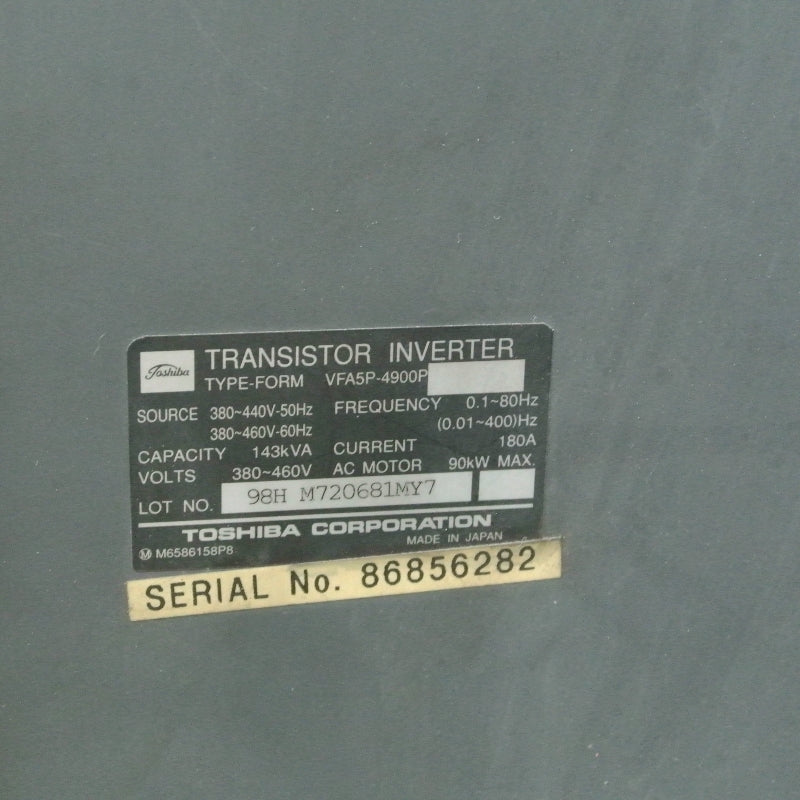 Toshiba
TRANSISTOR INVERTER
TYPE-FORM VFA5P-4900P
SOURCE 380~440V-50Hz FREQUENCY 0.1~80Hz
380~460V-60Hz (0.01~400)Hz
CAPACITY 143kVA CURRENT 180A
VOLTS 380~460V AC MOTOR 90kW MAX.
LOT NO. 98H M720681MY7
TOSHIBA CORPORATION
Ⓜ M6586158P8 MADE IN JAPAN
SERIAL No. 86856282